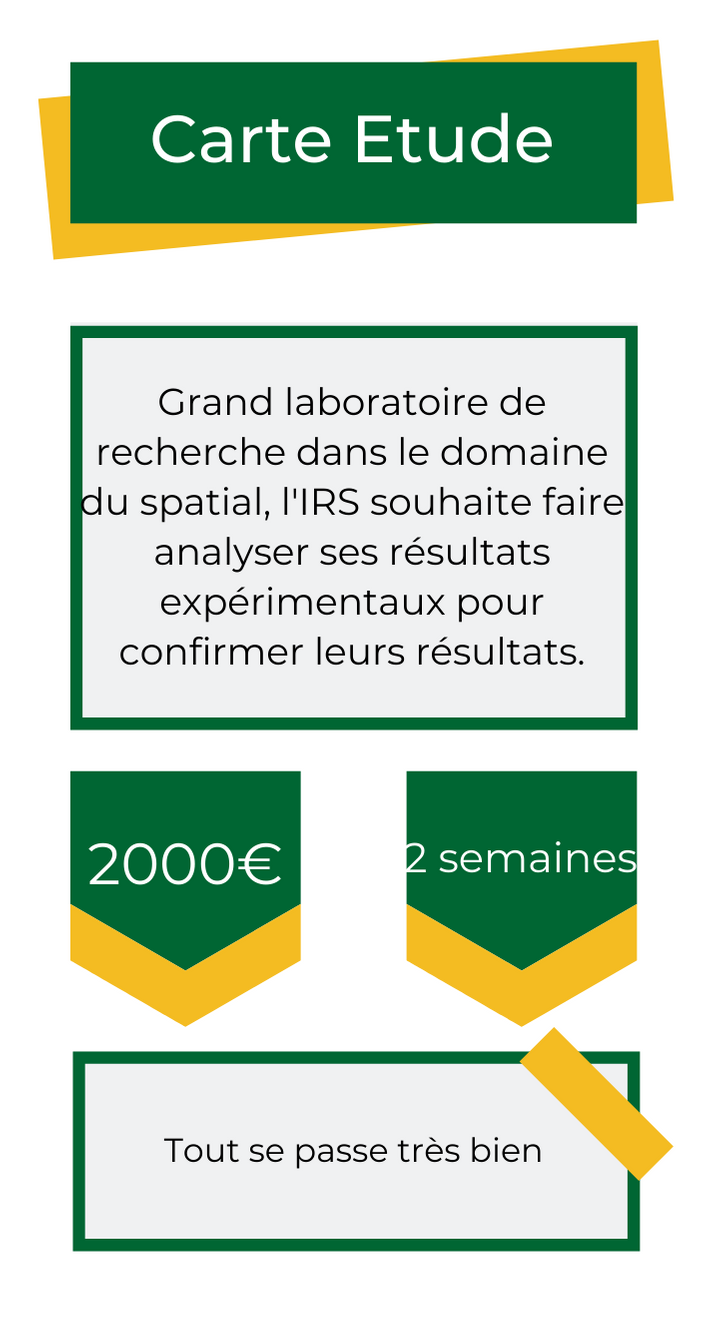 Carte Etude
Grand laboratoire de
recherche dans le domaine
du spatial, l'IRS souhaite faire
analyser ses résultats
expérimentaux pour
confirmer leurs résultats.
2000€
2 semaines
Tout se passe très bien